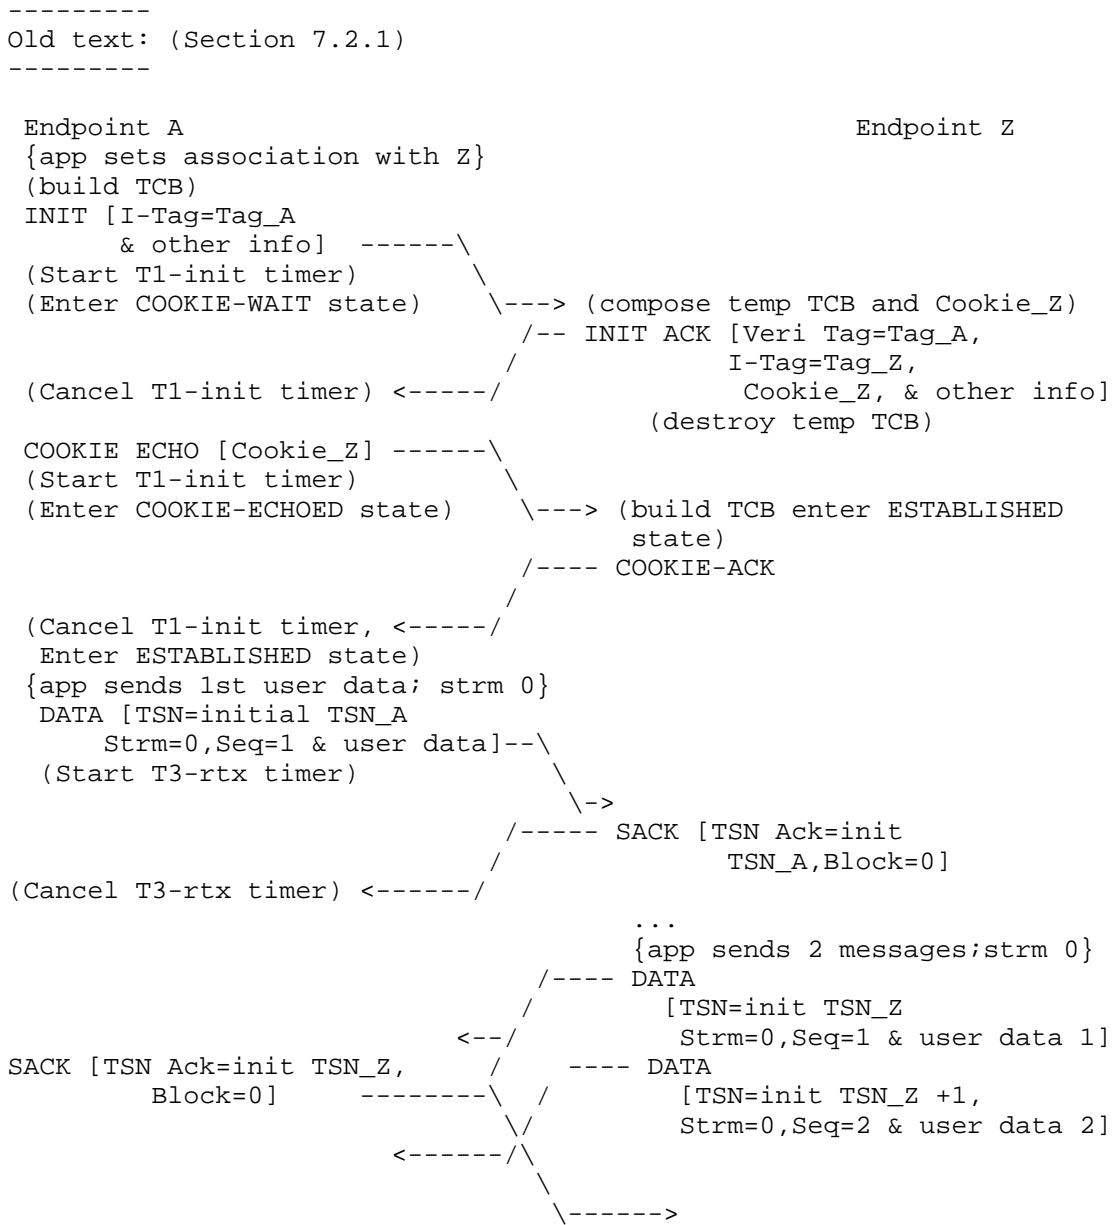 ---------
Old text: (Section 7.2.1)
---------

 Endpoint A                                          Endpoint Z
 {app sets association with Z}
 (build TCB)
 INIT [I-Tag=Tag_A
       & other info]  ------\
 (Start T1-init timer)       \
 (Enter COOKIE-WAIT state)    \---> (compose temp TCB and Cookie_Z)
                                /-- INIT ACK [Veri Tag=Tag_A,
                               /             I-Tag=Tag_Z,
 (Cancel T1-init timer) <-----/               Cookie_Z, & other info]
                                        (destroy temp TCB)
 COOKIE ECHO [Cookie_Z] ------\
 (Start T1-init timer)         \
 (Enter COOKIE-ECHOED state)    \---> (build TCB enter ESTABLISHED
                                       state)
                                /---- COOKIE-ACK
                               /
 (Cancel T1-init timer, <-----/
  Enter ESTABLISHED state)
 {app sends 1st user data; strm 0}
  DATA [TSN=initial TSN_A
      Strm=0,Seq=1 & user data]--\
  (Start T3-rtx timer)            \
                                   \->
                               /----- SACK [TSN Ack=init
                              /              TSN_A,Block=0]
(Cancel T3-rtx timer) <------/
                                       ...
                                       {app sends 2 messages;strm 0}
                                 /---- DATA
                                /        [TSN=init TSN_Z
                            <--/          Strm=0,Seq=1 & user data 1]
SACK [TSN Ack=init TSN_Z,     /    ---- DATA
         Block=0]     --------\  /        [TSN=init TSN_Z +1,
                               \/         Strm=0,Seq=2 & user data 2]
                        <------/\
                                 \
                                  \------>